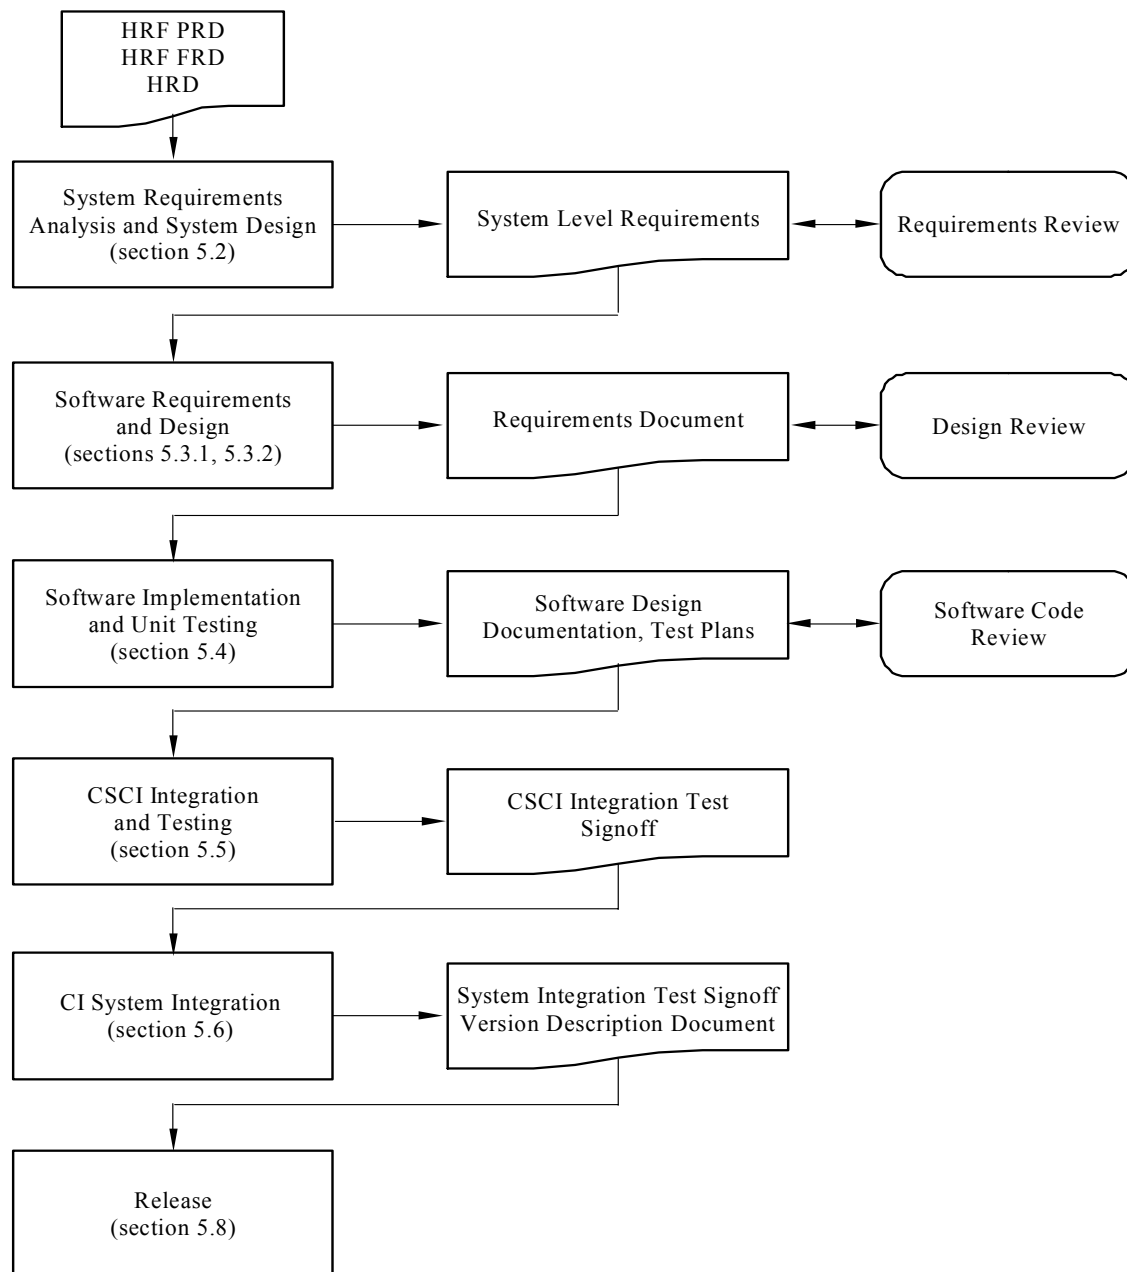 HRF PRD
HRF FRD
HRD
System Requirements
Analysis and System Design
(section 5.2)
System Level Requirements
Requirements Review
Software Requirements
and Design
(sections 5.3.1, 5.3.2)
Requirements Document
Design Review
Software Implementation
and Unit Testing
(section 5.4)
Software Design
Documentation, Test Plans
Software Code
Review
CSCI Integration
and Testing
(section 5.5)
CSCI Integration Test
Signoff
CI System Integration
(section 5.6)
System Integration Test Signoff
Version Description Document
Release
(section 5.8)